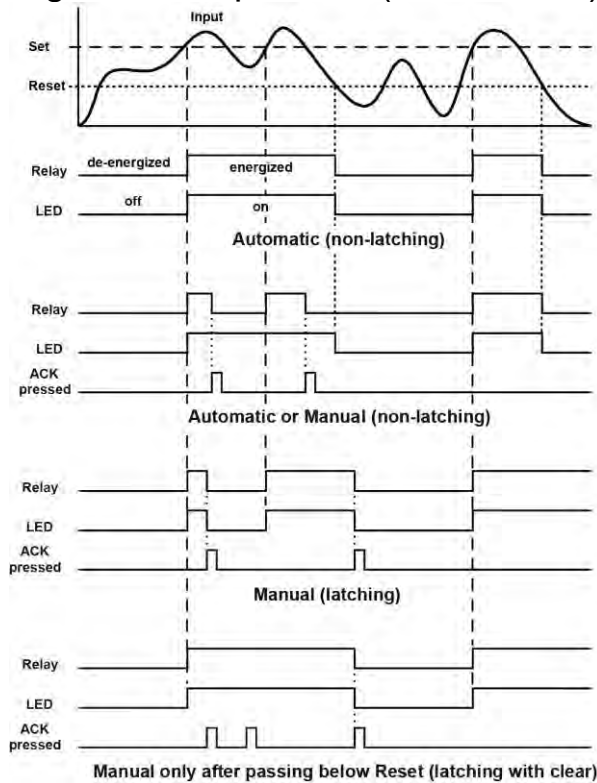 Input
Set
Reset
Relay de-energized energized
LED off on
Automatic (non-latching)
Relay
LED
ACK
pressed
Automatic or Manual (non-latching)
Relay
LED
ACK
pressed
Manual (latching)
Relay
LED
ACK
pressed
Manual only after passing below Reset (latching with clear)